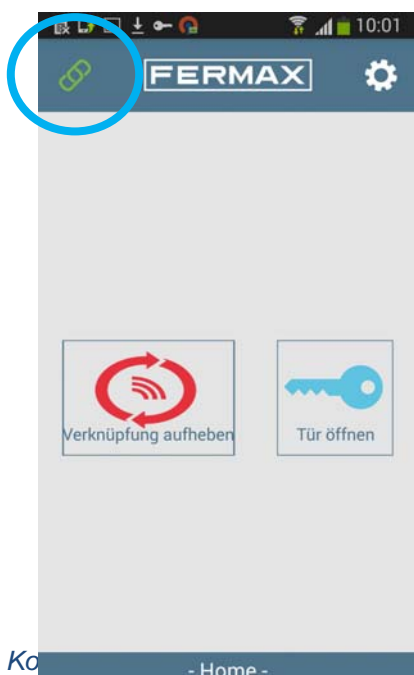 10:01
FERMAX
Verknüpfung aufheben
Tür öffnen
Ko
- Home -